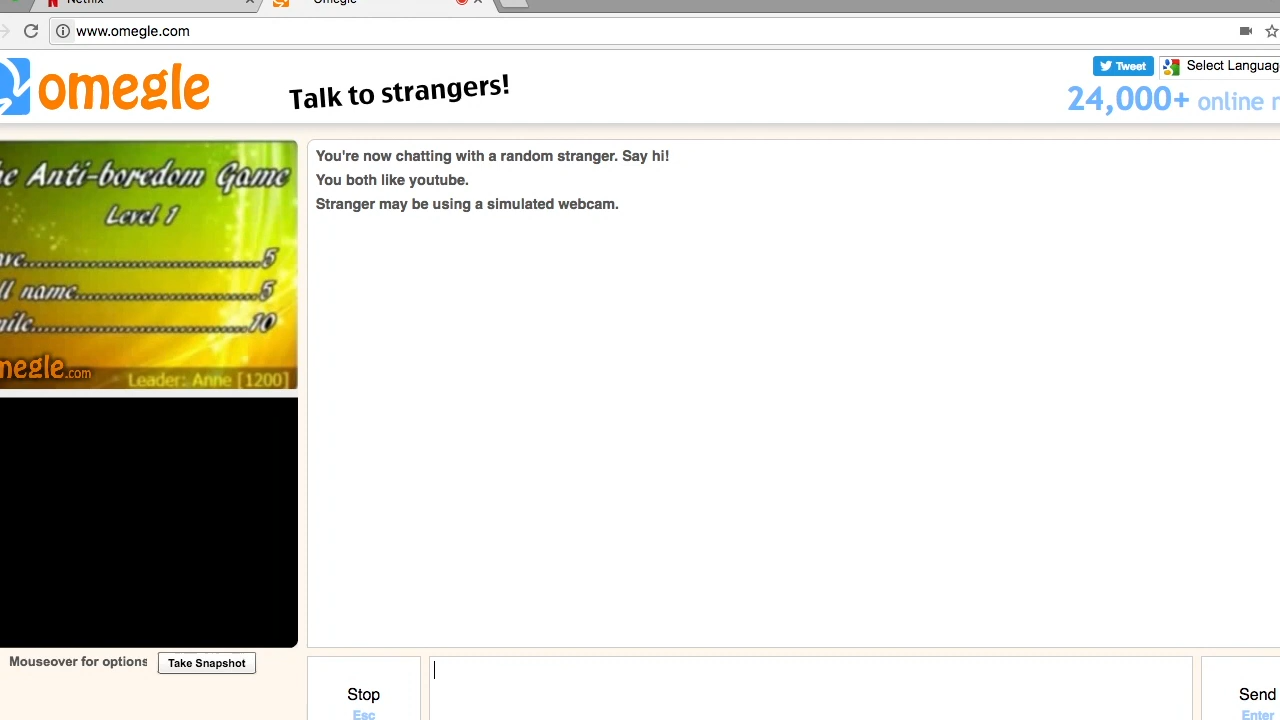 Netflix
Omegle
www.omegle.com
omegle
Talk to strangers!
Tweet
Select Languag
24,000+ online n
he Anti-boredom Game
Level 1
ve..............................5
ll name......................5
mile............................10
megle.com
Leader: Anne [1200]
You're now chatting with a random stranger. Say hi!
You both like youtube.
Stranger may be using a simulated webcam.
Mouseover for options
Take Snapshot
Stop
Esc
Send
Enter